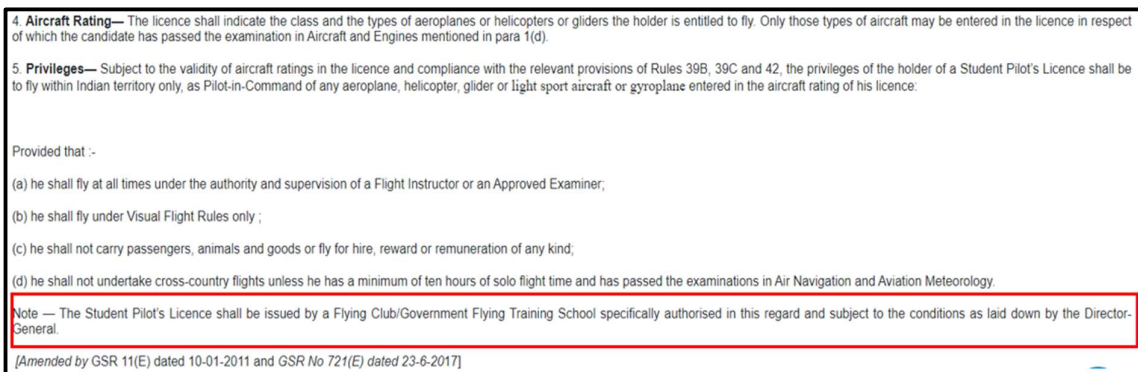 4. Aircraft Rating— The licence shall indicate the class and the types of aeroplanes or helicopters or gliders the holder is entitled to fly. Only those types of aircraft may be entered in the licence in respect
of which the candidate has passed the examination in Aircraft and Engines mentioned in para 1(d).
5. Privileges— Subject to the validity of aircraft ratings in the licence and compliance with the relevant provisions of Rules 39B, 39C and 42, the privileges of the holder of a Student Pilot's Licence shall be
to fly within Indian territory only, as Pilot-in-Command of any aeroplane, helicopter, glider or light sport aircraft or gyroplane entered in the aircraft rating of his licence:
Provided that :-
(a) he shall fly at all times under the authority and supervision of a Flight Instructor or an Approved Examiner;
(b) he shall fly under Visual Flight Rules only ;
(c) he shall not carry passengers, animals and goods or fly for hire, reward or remuneration of any kind;
(d) he shall not undertake cross-country flights unless he has a minimum of ten hours of solo flight time and has passed the examinations in Air Navigation and Aviation Meteorology.
Note — The Student Pilot's Licence shall be issued by a Flying Club/Government Flying Training School specifically authorised in this regard and subject to the conditions as laid down by the Director-
General.
[Amended by GSR 11(E) dated 10-01-2011 and GSR No 721(E) dated 23-6-2017]